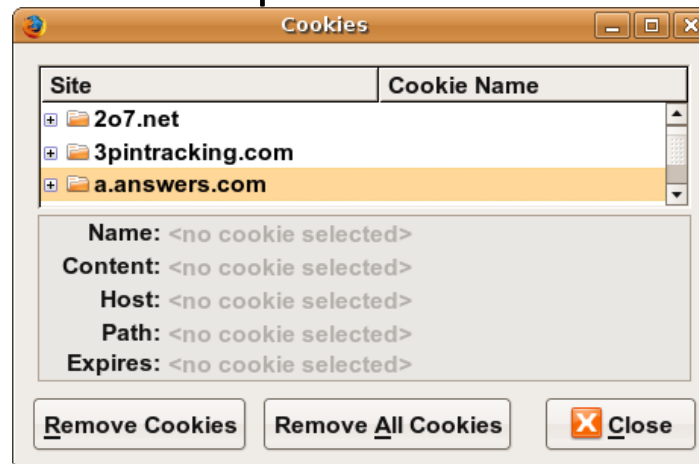 Cookies
Site Cookie Name
2o7.net
3pintracking.com
a.answers.com
Name: <no cookie selected>
Content: <no cookie selected>
Host: <no cookie selected>
Path: <no cookie selected>
Expires: <no cookie selected>
Remove Cookies Remove All Cookies Close